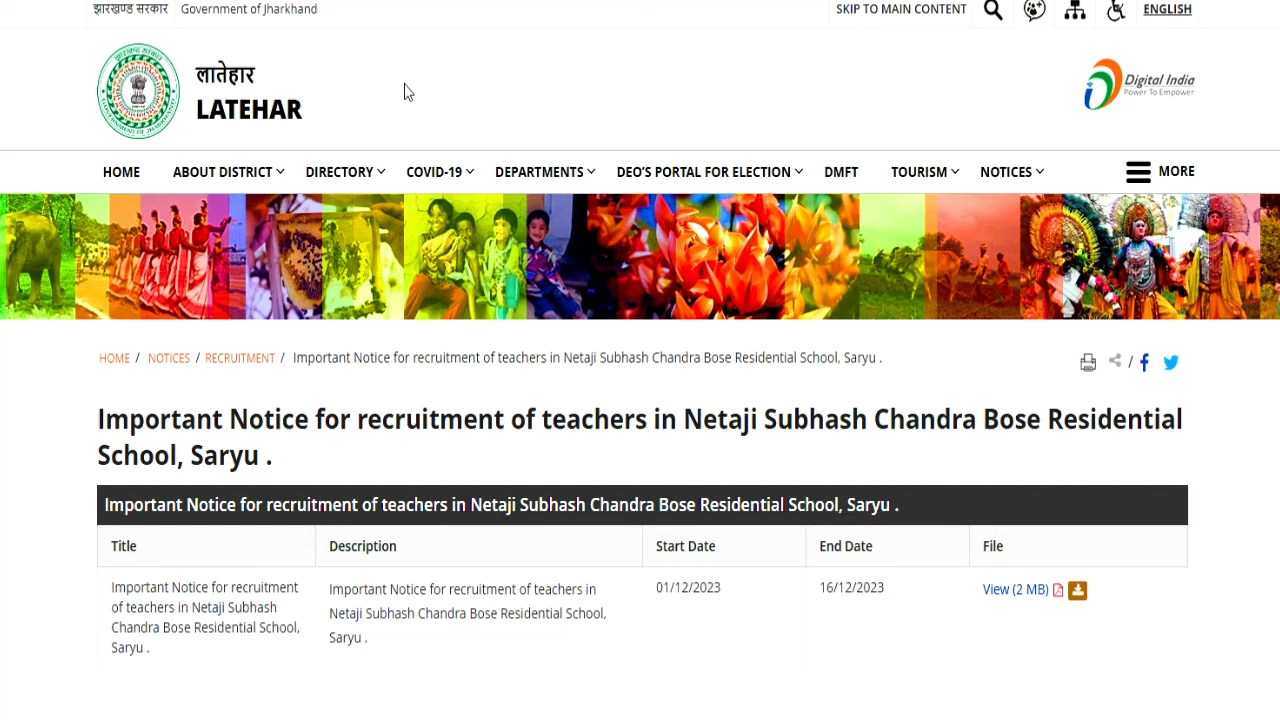 झारखण्ड सरकार Government of Jharkhand SKIP TO MAIN CONTENT ENGLISH
लातेहार
LATEHAR
Digital India
Power To Empower
HOME ABOUT DISTRICT DIRECTORY COVID-19 DEPARTMENTS DEO'S PORTAL FOR ELECTION DMFT TOURISM NOTICES MORE
HOME / NOTICES / RECRUITMENT / Important Notice for recruitment of teachers in Netaji Subhash Chandra Bose Residential School, Saryu . /
Important Notice for recruitment of teachers in Netaji Subhash Chandra Bose Residential
School, Saryu .
Important Notice for recruitment of teachers in Netaji Subhash Chandra Bose Residential School, Saryu .
Title Description Start Date End Date File
Important Notice for recruitment
of teachers in Netaji Subhash
Chandra Bose Residential School,
Saryu .
Important Notice for recruitment of teachers in
Netaji Subhash Chandra Bose Residential School,
Saryu .
01/12/2023
16/12/2023
View (2 MB)